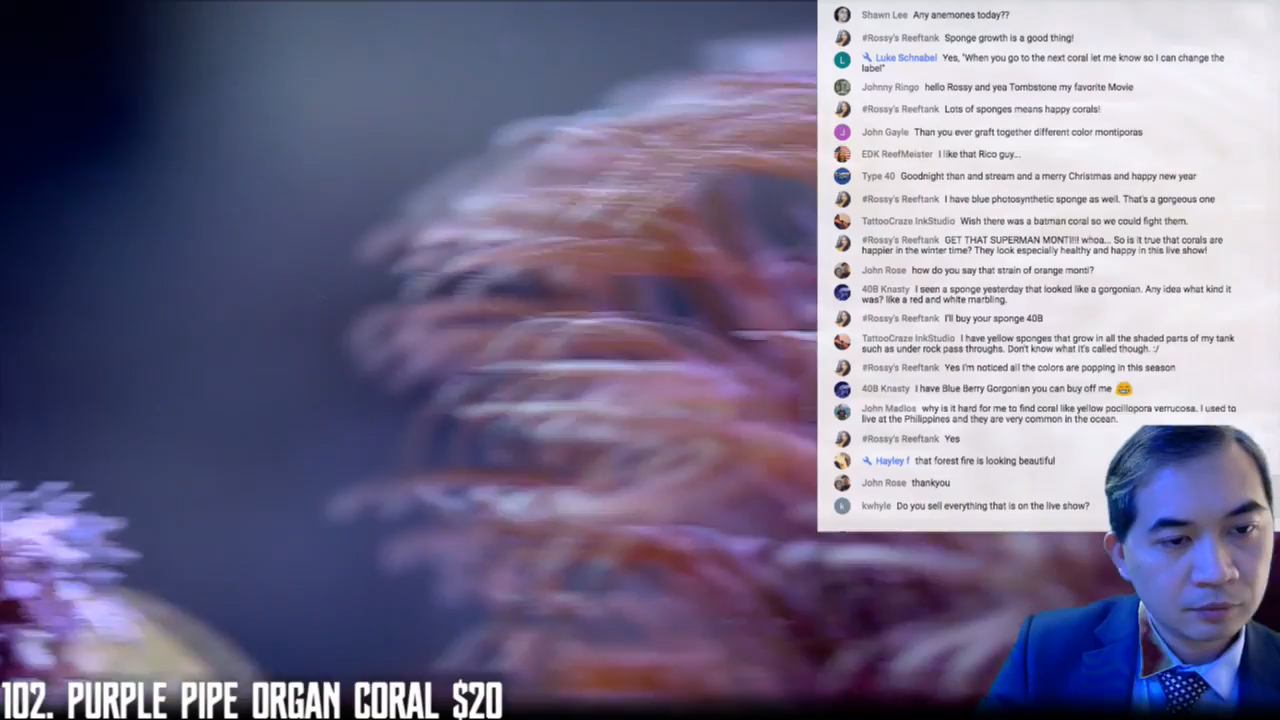 Shawn Lee Any anemones today??
#Rossy's Reeftank Sponge growth is a good thing!
L Luke Schnabel Yes, "When you go to the next coral let me know so I can change the
label"
Johnny Ringo hello Rossy and yea Tombstone my favorite Movie
#Rossy's Reeftank Lots of sponges means happy corals!
J John Gayle Than you ever graft together different color montiporas
EDK ReefMeister I like that Rico guy...
Type 40 Goodnight than and stream and a merry Christmas and happy new year
#Rossy's Reeftank I have blue photosynthetic sponge as well. That's a gorgeous one
TattooCraze InkStudio Wish there was a batman coral so we could fight them.
#Rossy's Reeftank GET THAT SUPERMAN MONTI!!! whoa... So is it true that corals are
happier in the winter time? They look especially healthy and happy in this live show!
John Rose how do you say that strain of orange monti?
40B Knasty I seen a sponge yesterday that looked like a gorgonian. Any idea what kind it
was? like a red and white marbling.
#Rossy's Reeftank I'll buy your sponge 40B
TattooCraze InkStudio I have yellow sponges that grow in all the shaded parts of my tank
such as under rock pass throughs. Don't know what it's called though. :/
#Rossy's Reeftank Yes I'm noticed all the colors are popping in this season
40B Knasty I have Blue Berry Gorgonian you can buy off me 😂
John Madlos why is it hard for me to find coral like yellow pocillopora verrucosa. I used to
live at the Philippines and they are very common in the ocean.
#Rossy's Reeftank Yes
Hayley f that forest fire is looking beautiful
John Rose thankyou
k kwhyle Do you sell everything that is on the live show?
102. PURPLE PIPE ORGAN CORAL $20